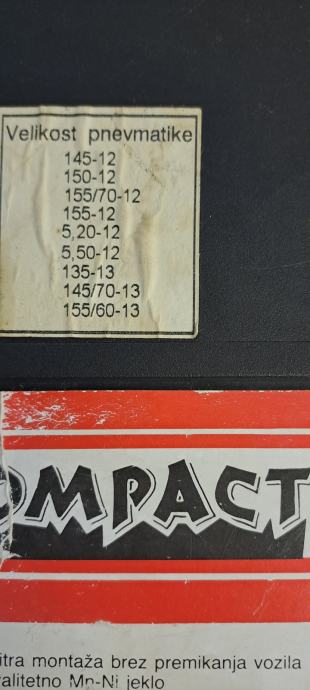 Velikost pnevmatike
145-12
150-12
155/70-12
155-12
5,20-12
5,50-12
135-13
145/70-13
155/60-13
OMPACT
itra montaža brez premikanja vozila
valitetno Mn-Ni jeklo